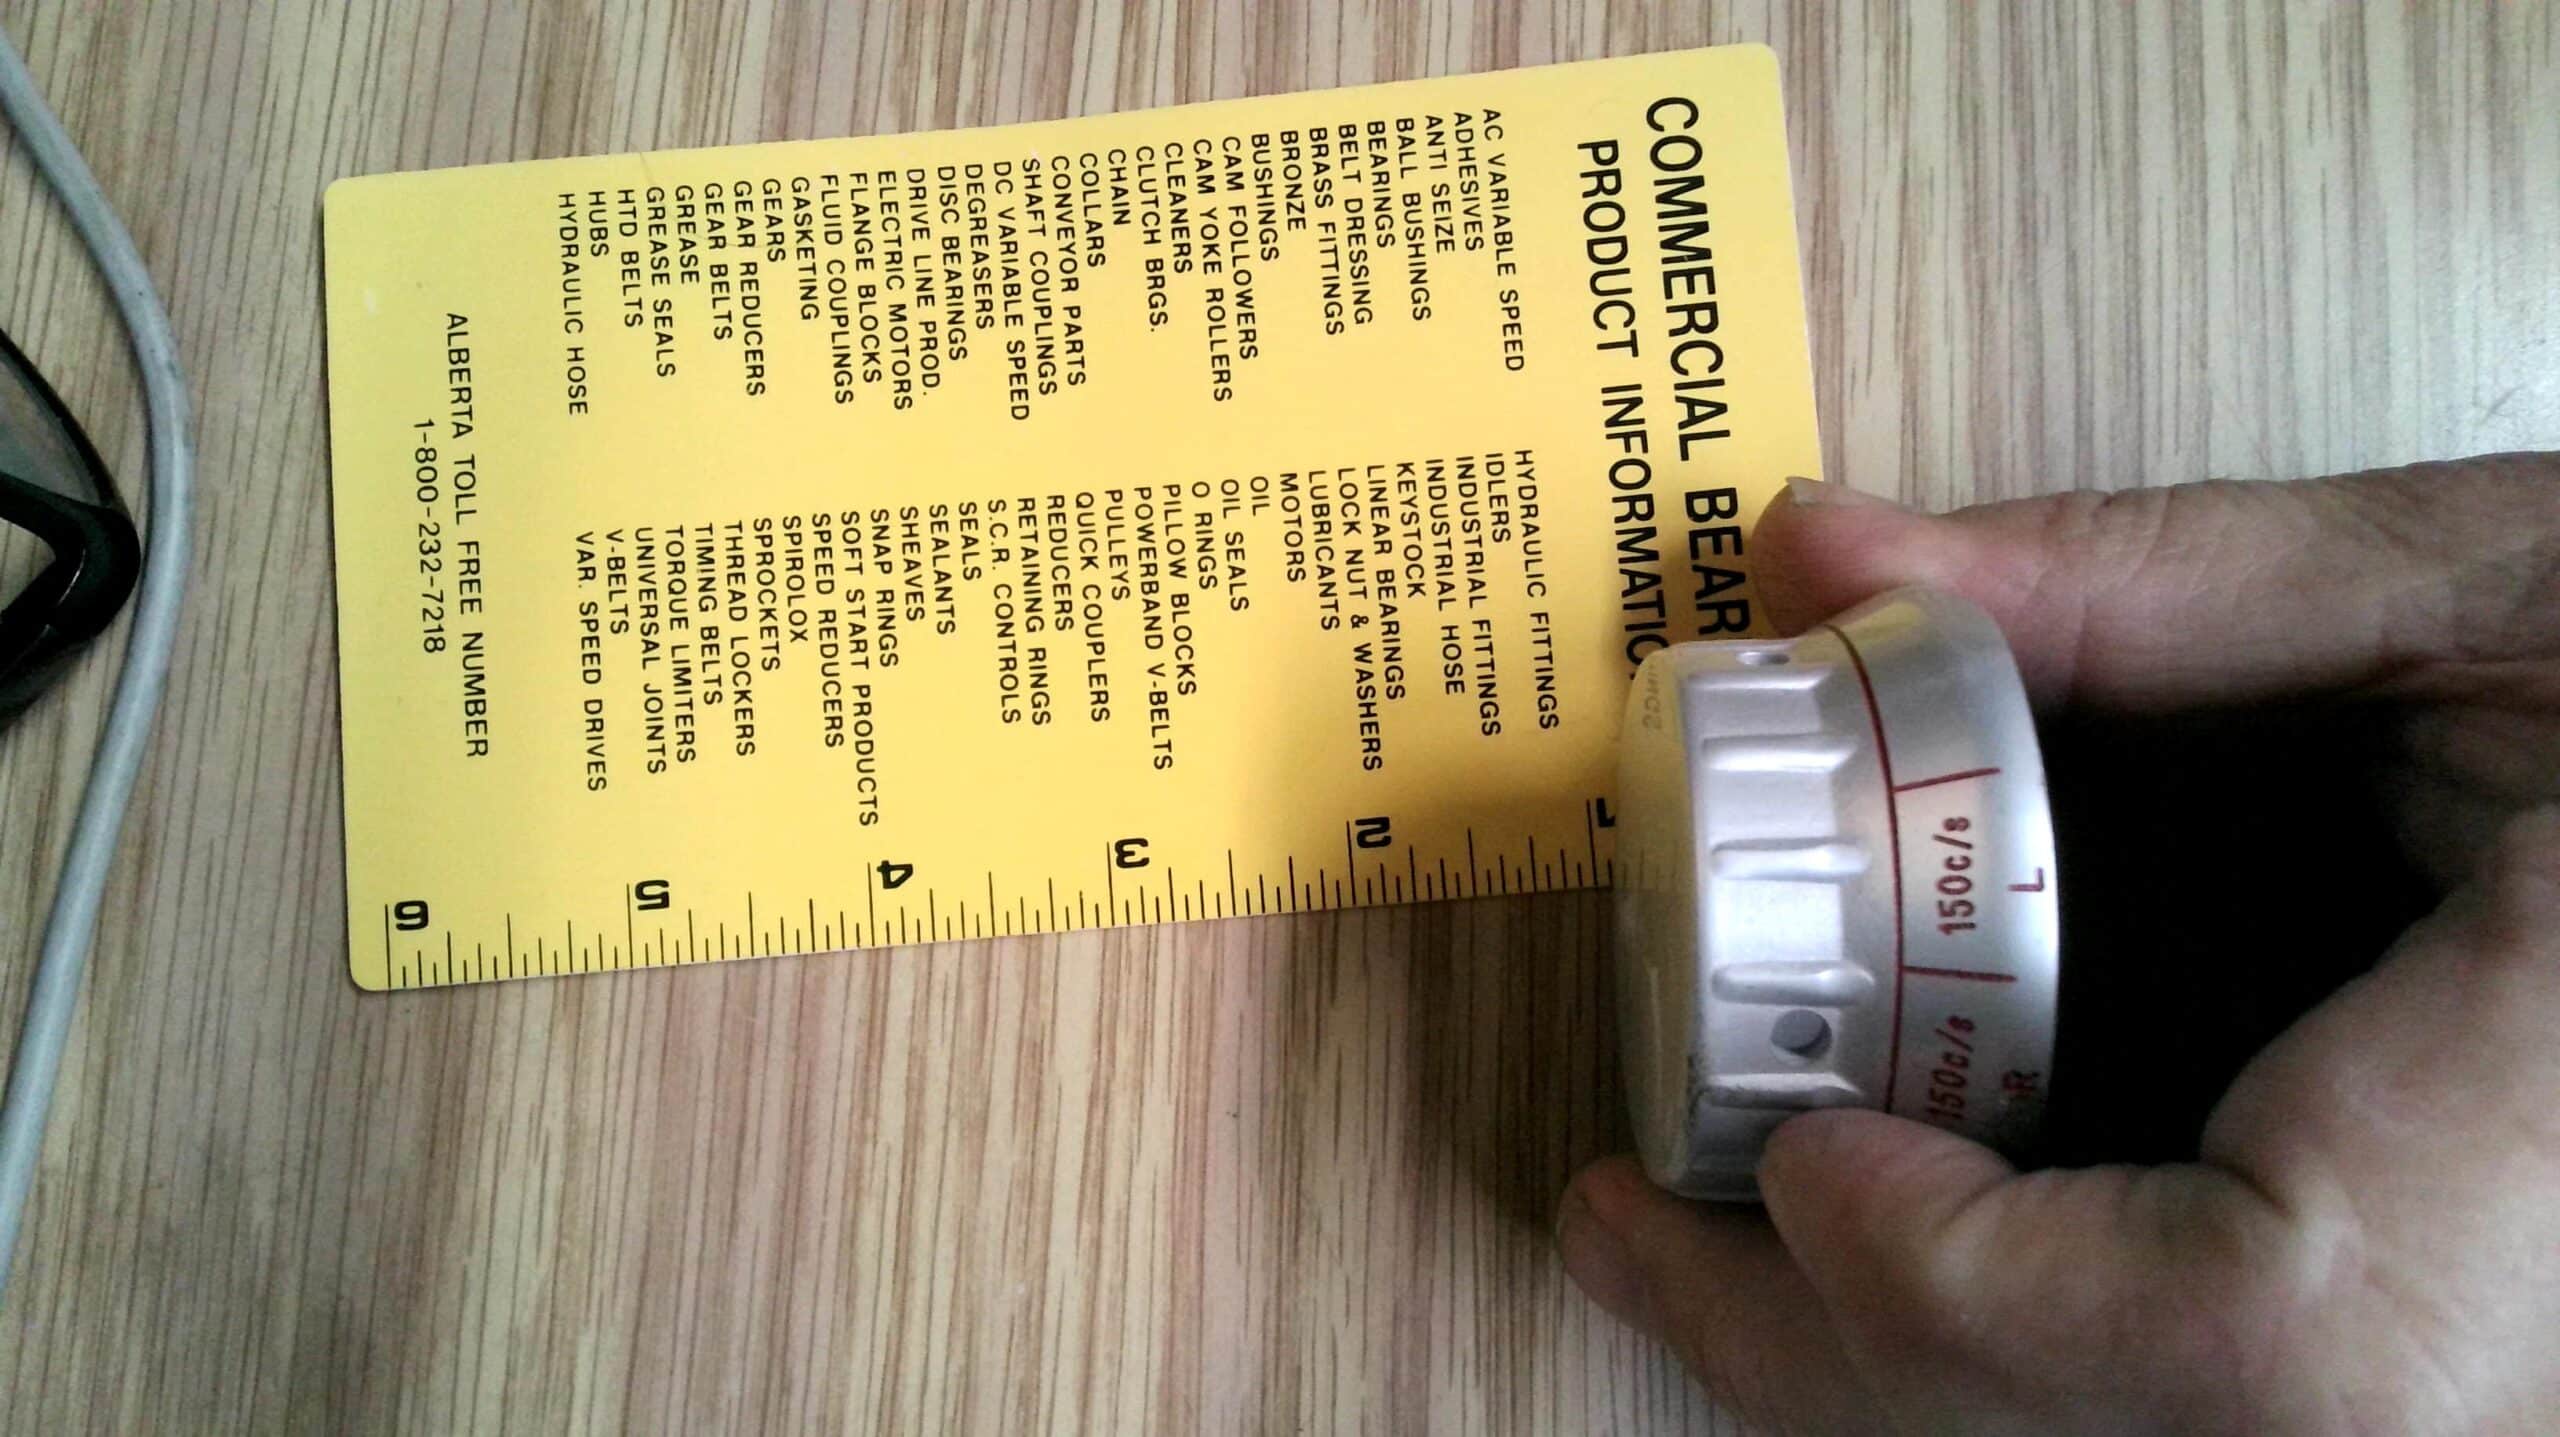 COMMERCIAL BEAR
PRODUCT INFORMATIO
AC VARIABLE SPEED
ADHESIVES
ANTI SEIZE
BALL BUSHINGS
BEARINGS
BELT DRESSING
BRASS FITTINGS
BRONZE
BUSHINGS
CAM FOLLOWERS
CAM YOKE ROLLERS
CLEANERS
CLUTCH BRGS.
CHAIN
COLLARS
CONVEYOR PARTS
SHAFT COUPLINGS
DC VARIABLE SPEED
DEGREASERS
DISC BEARINGS
DRIVE LINE PROD.
ELECTRIC MOTORS
FLANGE BLOCKS
FLUID COUPLINGS
GASKETING
GEARS
GEAR REDUCERS
GEAR BELTS
GREASE
GREASE SEALS
HTD BELTS
HUBS
HYDRAULIC HOSE
HYDRAULIC FITTINGS
IDLERS
INDUSTRIAL FITTINGS
INDUSTRIAL HOSE
KEYSTOCK
LINEAR BEARINGS
LOCK NUT & WASHERS
LUBRICANTS
MOTORS
OIL
OIL SEALS
O RINGS
PILLOW BLOCKS
POWERBAND V-BELTS
PULLEYS
QUICK COUPLERS
REDUCERS
RETAINING RINGS
S.C.R. CONTROLS
SEALS
SEALANTS
SHEAVES
SNAP RINGS
SOFT START PRODUCTS
SPEED REDUCERS
SPIROLOX
SPROCKETS
THREAD LOCKERS
TIMING BELTS
TORQUE LIMITERS
UNIVERSAL JOINTS
V-BELTS
VAR. SPEED DRIVES
ALBERTA TOLL FREE NUMBER
1-800-232-7218
1
2
3
4
5
6
150c/s
L
150c/s
R